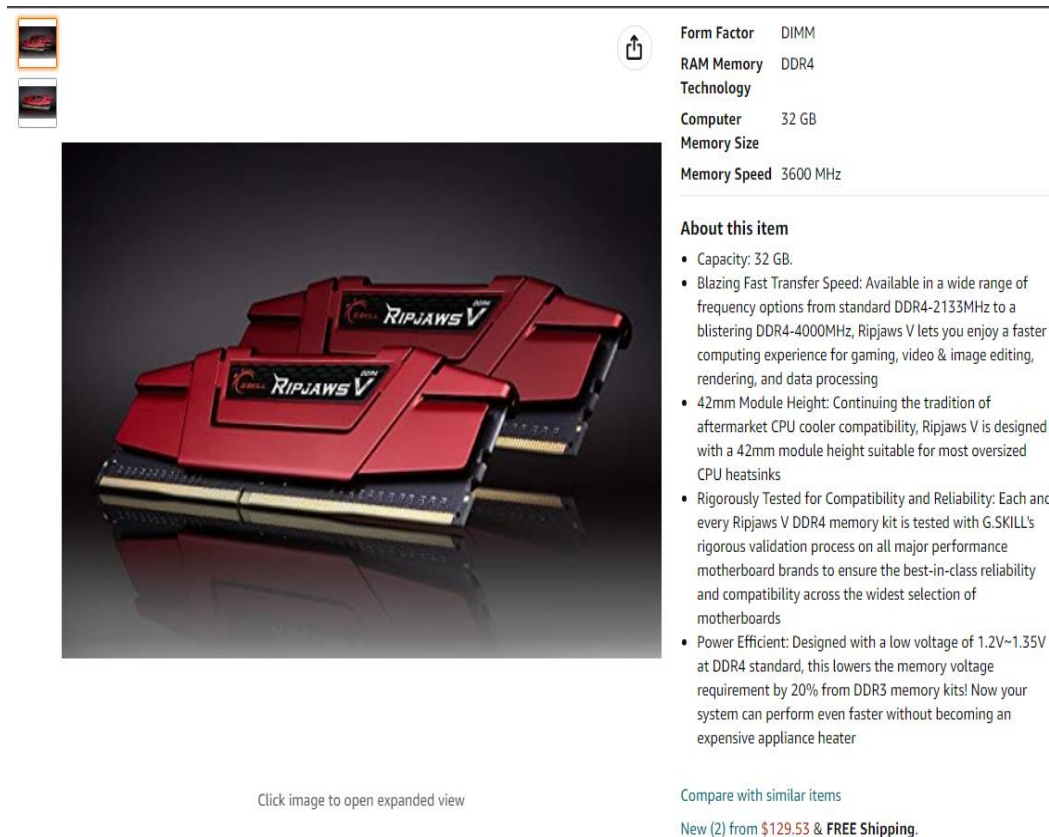 Form Factor DIMM
RAM Memory DDR4
Technology
Computer 32 GB
Memory Size
Memory Speed 3600 MHz
About this item
• Capacity: 32 GB.
• Blazing Fast Transfer Speed: Available in a wide range of
frequency options from standard DDR4-2133MHz to a
blistering DDR4-4000MHz, Ripjaws V lets you enjoy a faster
computing experience for gaming, video & image editing,
rendering, and data processing
• 42mm Module Height: Continuing the tradition of
aftermarket CPU cooler compatibility, Ripjaws V is designed
with a 42mm module height suitable for most oversized
CPU heatsinks
• Rigorously Tested for Compatibility and Reliability: Each and
every Ripjaws V DDR4 memory kit is tested with G.SKILL's
rigorous validation process on all major performance
motherboard brands to ensure the best-in-class reliability
and compatibility across the widest selection of
motherboards
• Power Efficient: Designed with a low voltage of 1.2V~1.35V
at DDR4 standard, this lowers the memory voltage
requirement by 20% from DDR3 memory kits! Now your
system can perform even faster without becoming an
expensive appliance heater
Compare with similar items
New (2) from $129.53 & FREE Shipping.
DDR4
G.SKILL RIPJAWS V
DDR4
G.SKILL RIPJAWS V
Click image to open expanded view